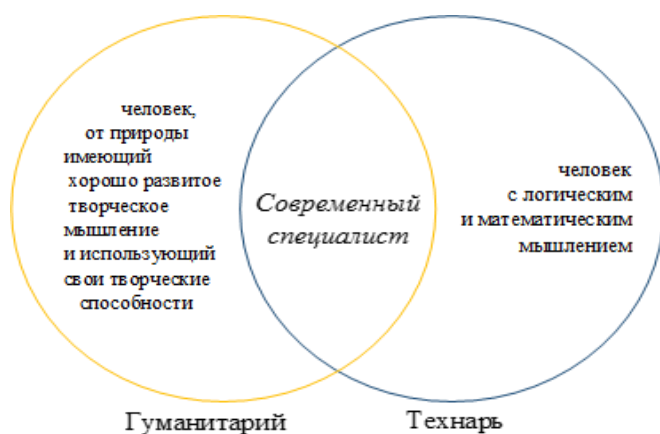 человек,
от природы
имеющий
хорошо развитое
творческое
мышление
и использующий
свои творческие
способности
Современный
специалист
человек
с логическим
и математическим
мышлением
Гуманитарий
Технарь